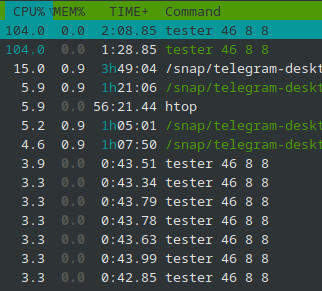 CPU%▽MEM%   TIME+  Command
104.0  0.0  2:08.85 tester 46 8 8
104.0  0.0  1:28.85 tester 46 8 8
15.0  0.9  3h49:04 /snap/telegram-deskt
5.9  0.9  1h21:06 /snap/telegram-deskt
5.9  0.0 56:21.44 htop
5.2  0.9  1h05:01 /snap/telegram-deskt
4.6  0.9  1h07:50 /snap/telegram-deskt
3.9  0.0  0:43.51 tester 46 8 8
3.3  0.0  0:43.34 tester 46 8 8
3.3  0.0  0:43.79 tester 46 8 8
3.3  0.0  0:43.78 tester 46 8 8
3.3  0.0  0:43.63 tester 46 8 8
3.3  0.0  0:43.99 tester 46 8 8
3.3  0.0  0:42.85 tester 46 8 8